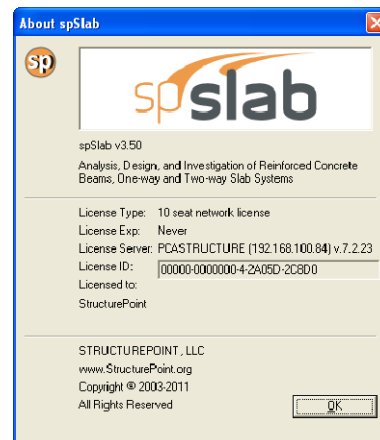 About spSlab
sp
spslab
spSlab v3.50
Analysis, Design, and Investigation of Reinforced Concrete
Beams, One-way and Two-way Slab Systems
License Type: 10 seat network license
License Exp: Never
License Server: PCASTRUCTURE (192.168.100.84) v.7.2.23
License ID: 00000-0000000-4-2A05D-2C8D0
Licensed to:
StructurePoint
STRUCTUREPOINT, LLC
www.StructurePoint.org
Copyright © 2003-2011
All Rights Reserved
OK